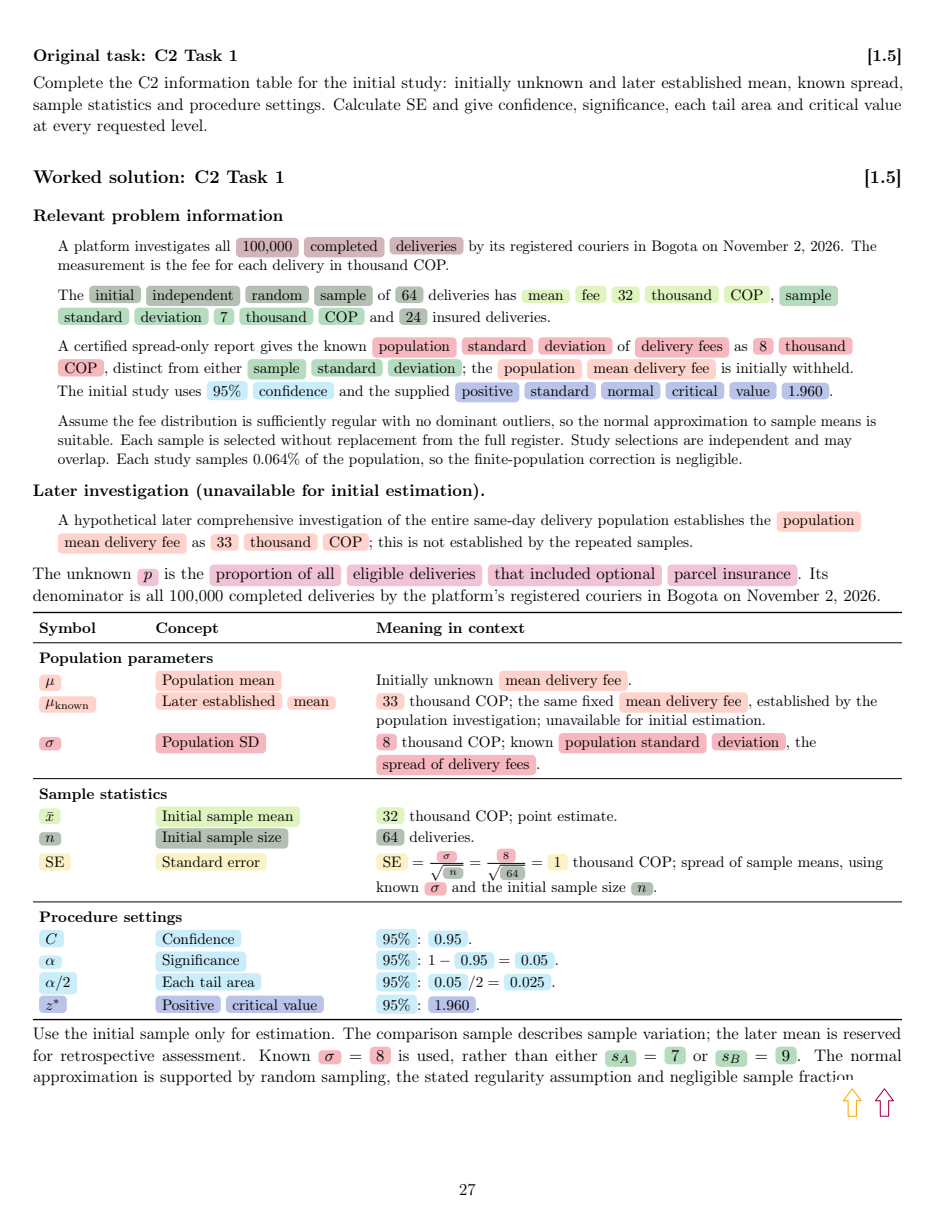 Original task: C2 Task 1 [1.5]
Complete the C2 information table for the initial study: initially unknown and later established mean, known spread,
sample statistics and procedure settings. Calculate SE and give confidence, significance, each tail area and critical value
at every requested level.
Worked solution: C2 Task 1 [1.5]
Relevant problem information
A platform investigates all 100,000 completed deliveries by its registered couriers in Bogota on November 2, 2026. The
measurement is the fee for each delivery in thousand COP.
The initial independent random sample of 64 deliveries has mean fee 32 thousand COP, sample
standard deviation 7 thousand COP and 24 insured deliveries.
A certified spread-only report gives the known population standard deviation of delivery fees as 8 thousand
COP, distinct from either sample standard deviation; the population mean delivery fee is initially withheld.
The initial study uses 95% confidence and the supplied positive standard normal critical value 1.960.
Assume the fee distribution is sufficiently regular with no dominant outliers, so the normal approximation to sample means is
suitable. Each sample is selected without replacement from the full register. Study selections are independent and may
overlap. Each study samples 0.064% of the population, so the finite-population correction is negligible.
Later investigation (unavailable for initial estimation).
A hypothetical later comprehensive investigation of the entire same-day delivery population establishes the population
mean delivery fee as 33 thousand COP; this is not established by the repeated samples.
The unknown p is the proportion of all eligible deliveries that included optional parcel insurance. Its
denominator is all 100,000 completed deliveries by the platform's registered couriers in Bogota on November 2, 2026.
Symbol Concept Meaning in context
Population parameters
μ Population mean Initially unknown mean delivery fee.
μknown Later established mean 33 thousand COP; the same fixed mean delivery fee, established by the
population investigation; unavailable for initial estimation.
σ Population SD 8 thousand COP; known population standard deviation, the
spread of delivery fees.
Sample statistics
x̄ Initial sample mean 32 thousand COP; point estimate.
n Initial sample size 64 deliveries.
SE Standard error SE = σ/√n = 8/√64 = 1 thousand COP; spread of sample means, using
known σ and the initial sample size n.
Procedure settings
C Confidence 95%: 0.95.
α Significance 95%: 1 − 0.95 = 0.05.
α/2 Each tail area 95%: 0.05/2 = 0.025.
z* Positive critical value 95%: 1.960.
Use the initial sample only for estimation. The comparison sample describes sample variation; the later mean is reserved
for retrospective assessment. Known σ = 8 is used, rather than either sA = 7 or sB = 9. The normal
approximation is supported by random sampling, the stated regularity assumption and negligible sample fraction
27